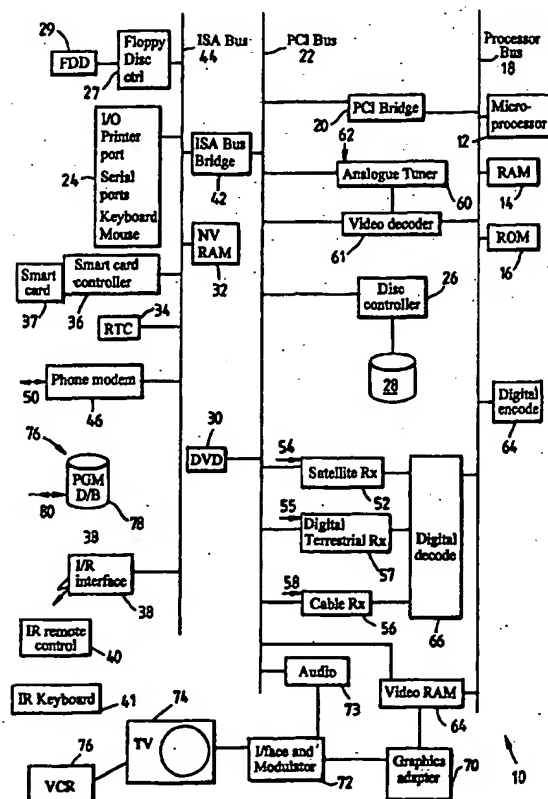 29
FDD
Floppy
Disc
ctrl
27
ISA Bus
44
PCI Bus
22
Processor
Bus
18
I/O
Printer
port
Serial
ports
Keyboard
Mouse
24
ISA Bus
Bridge
42
PCI Bridge
20
Micro-
processor
12
62
Analogue Tuner
60
RAM
14
Video decoder
61
ROM
16
NV
RAM
32
Smart card
controller
36
Smart
card
37
Disc
controller
26
28
RTC
34
Phone modem
50
46
Digital
encode
64
30
DVD
76
PGM
D/B
78
80
54
Satellite Rx
52
55
Digital
Terrestrial Rx
57
58
Cable Rx
56
Digital
decode
66
38
I/R
interface
38
IR remote
control
40
IR Keyboard
41
Audio
73
Video RAM
64
74
TV
76
VCR
I/face and
Modulator
72
Graphics
adapter
70
10